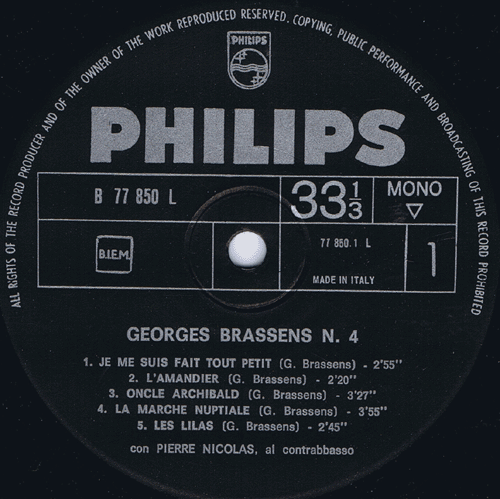 ALL RIGHTS OF THE RECORD PRODUCER AND OF THE OWNER OF THE WORK REPRODUCED RESERVED. COPYING, PUBLIC PERFORMANCE AND BROADCASTING OF THIS RECORD PROHIBITED
PHILIPS
PHILIPS
B 77 850 L
33 1/3
MONO
B.I.E.M.
77 850.1 L
MADE IN ITALY
1
GEORGES BRASSENS N. 4
1. JE ME SUIS FAIT TOUT PETIT (G. Brassens) - 2'55"
2. L'AMANDIER (G. Brassens) - 2'20"
3. ONCLE ARCHIBALD (G. Brassens) - 3'27"
4. LA MARCHE NUPTIALE (G. Brassens) - 3'55"
5. LES LILAS (G. Brassens) - 2'45"
con PIERRE NICOLAS, al contrabbasso